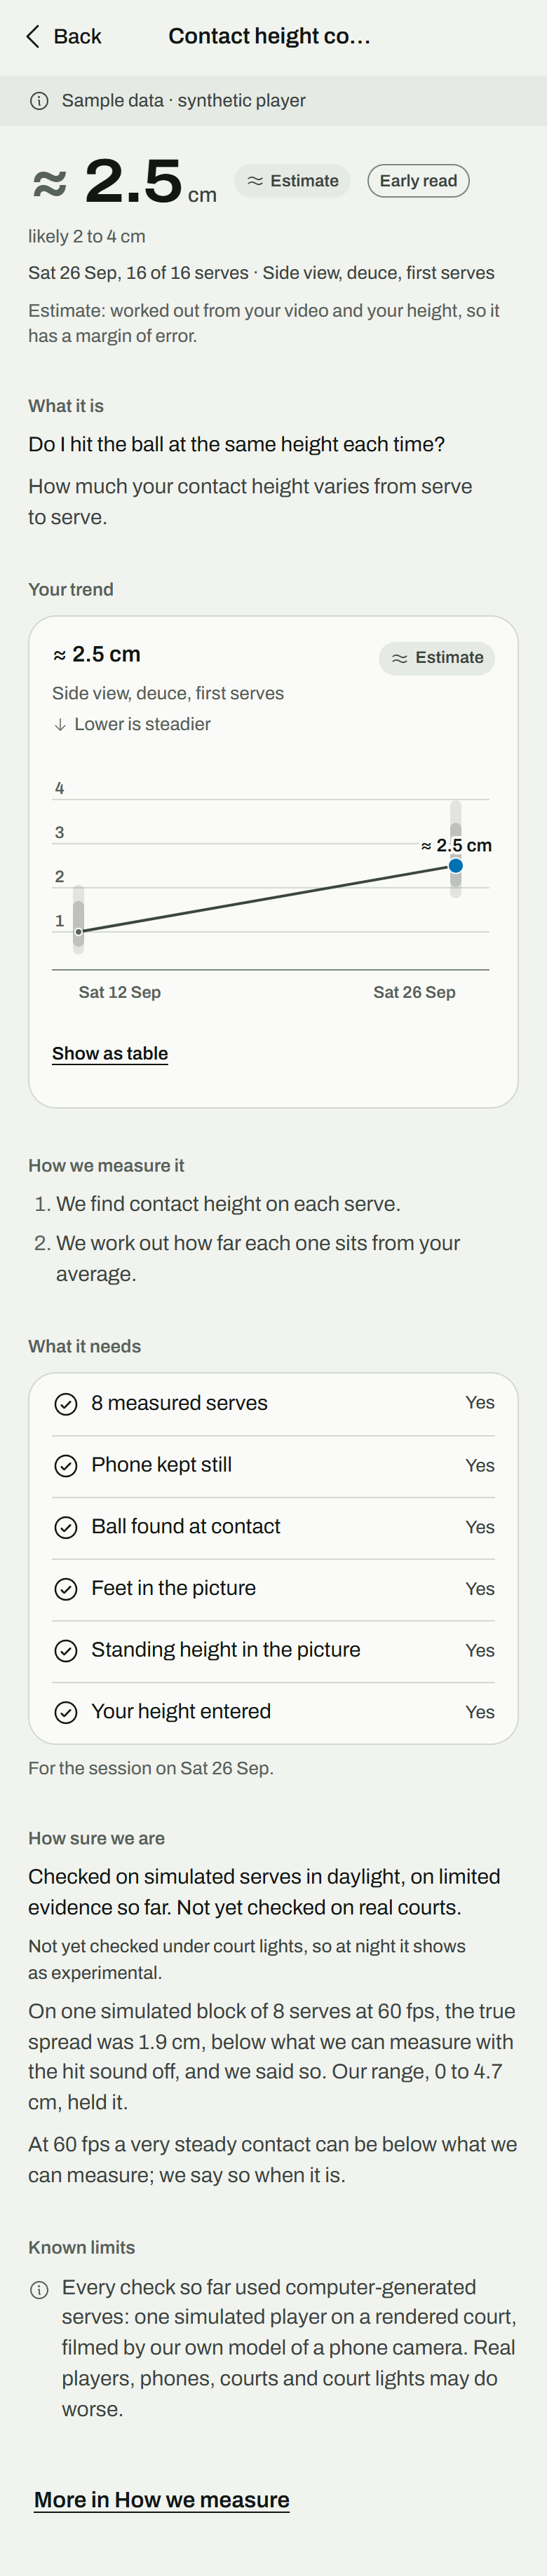 Back
Contact height co...
Sample data · synthetic player
≈ 2.5 cm
≈ Estimate
Early read
likely 2 to 4 cm
Sat 26 Sep, 16 of 16 serves · Side view, deuce, first serves
Estimate: worked out from your video and your height, so it
has a margin of error.
What it is
Do I hit the ball at the same height each time?
How much your contact height varies from serve
to serve.
Your trend
≈ 2.5 cm
≈ Estimate
Side view, deuce, first serves
↓ Lower is steadier
4
3
≈ 2.5 cm
2
1
Sat 12 Sep
Sat 26 Sep
Show as table
How we measure it
1. We find contact height on each serve.
2. We work out how far each one sits from your
average.
What it needs
8 measured serves Yes
Phone kept still Yes
Ball found at contact Yes
Feet in the picture Yes
Standing height in the picture Yes
Your height entered Yes
For the session on Sat 26 Sep.
How sure we are
Checked on simulated serves in daylight, on limited
evidence so far. Not yet checked on real courts.
Not yet checked under court lights, so at night it shows
as experimental.
On one simulated block of 8 serves at 60 fps, the true
spread was 1.9 cm, below what we can measure with
the hit sound off, and we said so. Our range, 0 to 4.7
cm, held it.
At 60 fps a very steady contact can be below what we
can measure; we say so when it is.
Known limits
Every check so far used computer-generated
serves: one simulated player on a rendered court,
filmed by our own model of a phone camera. Real
players, phones, courts and court lights may do
worse.
More in How we measure